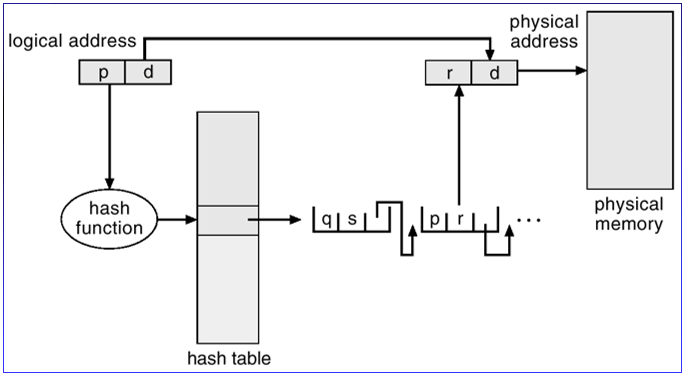 logical address
physical
address
p d
r d
hash
function
q s
p r
...
physical
memory
hash table